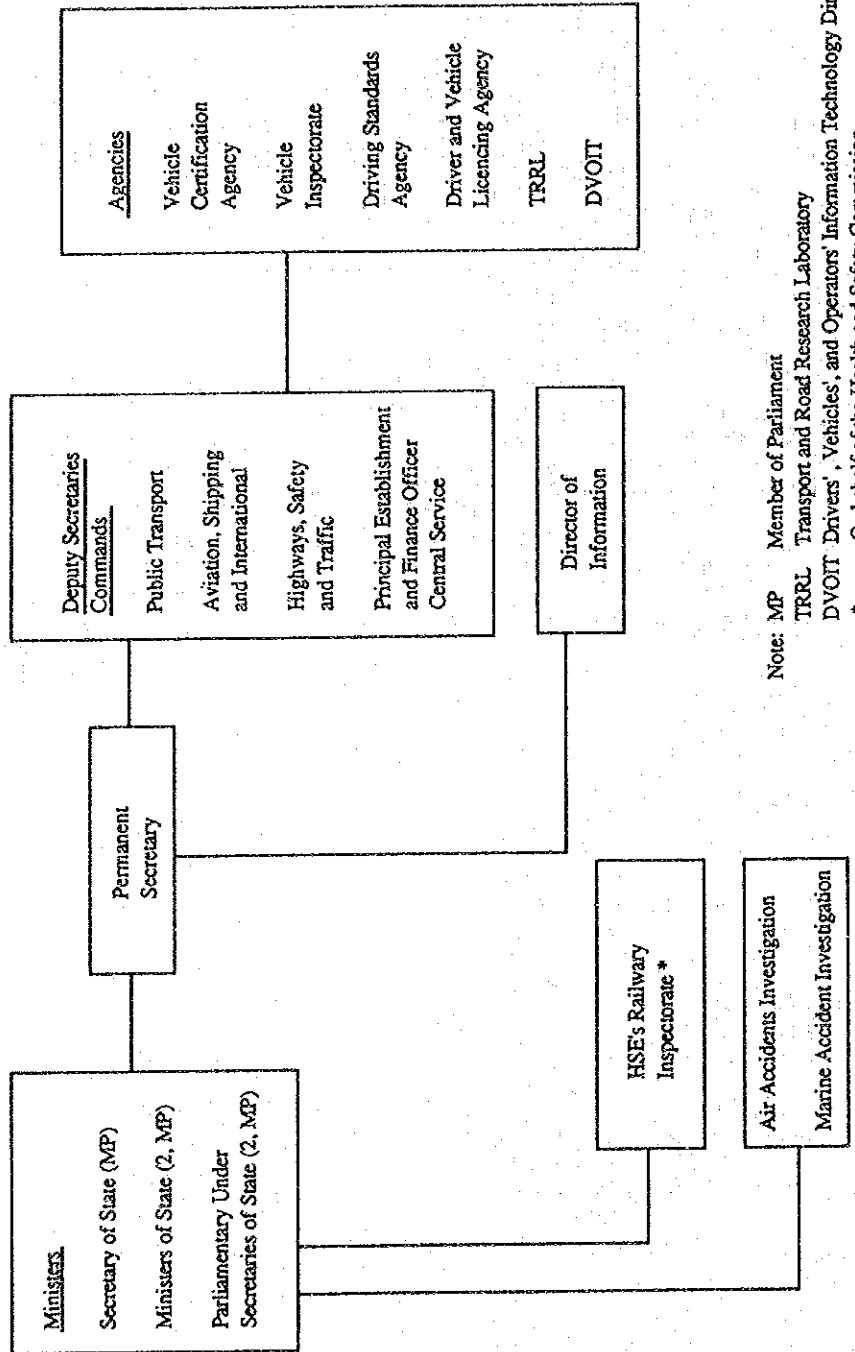 Ministers
Secretary of State (MP)
Ministers of State (2, MP)
Parliamentary Under
Secretaries of State (2, MP)
Permanent
Secretary
Deputy Secretaries
Commands
Public Transport
Aviation, Shipping
and International
Highways, Safety
and Traffic
Principal Establishment
and Finance Officer
Central Service
Agencies
Vehicle
Certification
Agency
Vehicle
Inspectorate
Driving Standards
Agency
Driver and Vehicle
Licencing Agency
TRRL
DVOIT
Director of
Information
HSE's Railwary
Inspectorate *
Air Accidents Investigation
Marine Accident Investigation
Note: MP Member of Parliament
TRRL Transport and Road Research Laboratory
DVOIT Drivers', Vehicles', and Operators' Information Technology